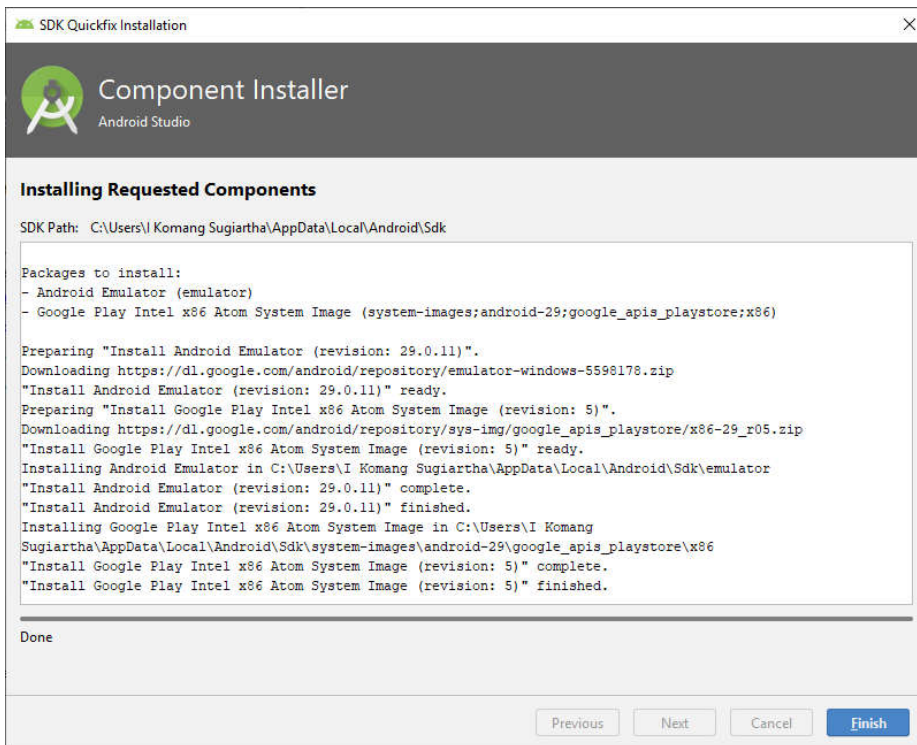 SDK Quickfix Installation
Component Installer
Android Studio
Installing Requested Components
SDK Path: C:\Users\I Komang Sugiartha\AppData\Local\Android\Sdk
Packages to install:
- Android Emulator (emulator)
- Google Play Intel x86 Atom System Image (system-images;android-29;google_apis_playstore;x86)
Preparing "Install Android Emulator (revision: 29.0.11)".
Downloading https://dl.google.com/android/repository/emulator-windows-5598178.zip
"Install Android Emulator (revision: 29.0.11)" ready.
Preparing "Install Google Play Intel x86 Atom System Image (revision: 5)".
Downloading https://dl.google.com/android/repository/sys-img/google_apis_playstore/x86-29_r05.zip
"Install Google Play Intel x86 Atom System Image (revision: 5)" ready.
Installing Android Emulator in C:\Users\I Komang Sugiartha\AppData\Local\Android\Sdk\emulator
"Install Android Emulator (revision: 29.0.11)" complete.
"Install Android Emulator (revision: 29.0.11)" finished.
Installing Google Play Intel x86 Atom System Image in C:\Users\I Komang
Sugiartha\AppData\Local\Android\Sdk\system-images\android-29\google_apis_playstore\x86
"Install Google Play Intel x86 Atom System Image (revision: 5)" complete.
"Install Google Play Intel x86 Atom System Image (revision: 5)" finished.
Done
Previous Next Cancel Finish